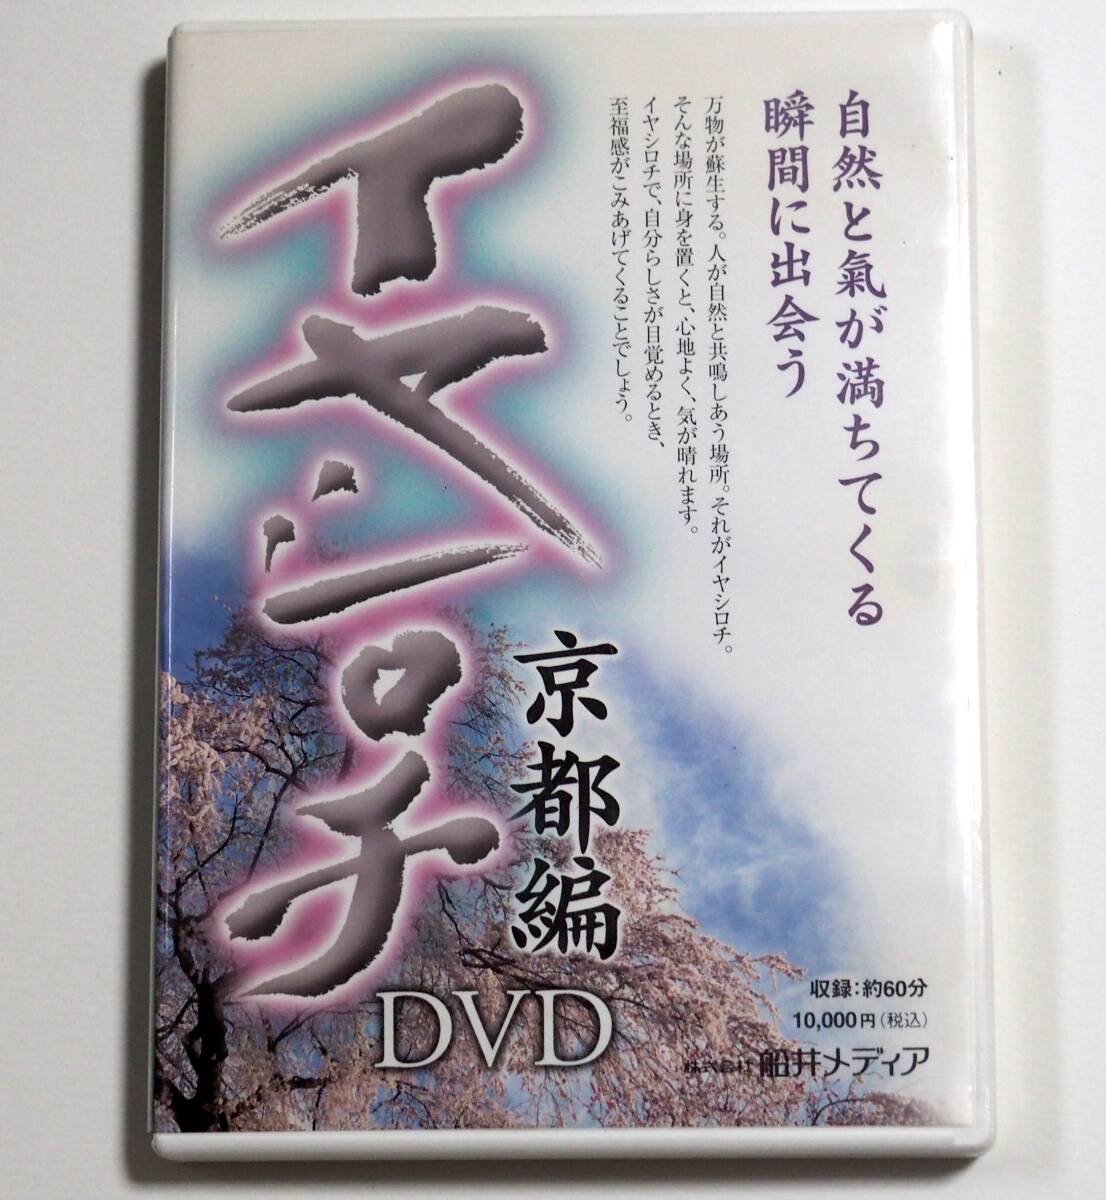 自然と氣が満ちてくる
瞬間に出会う
万物が蘇生する。人が自然と共鳴しあう場所。それがイヤシロチ。
そんな場所に身を置くと、心地よく、気が晴れます。
イヤシロチで、自分らしさが目覚めるとき、
至福感がこみあげてくることでしょう。
イヤシロチ
京都編
DVD
収録：約60分
10,000円（税込）
株式会社 船井メディア